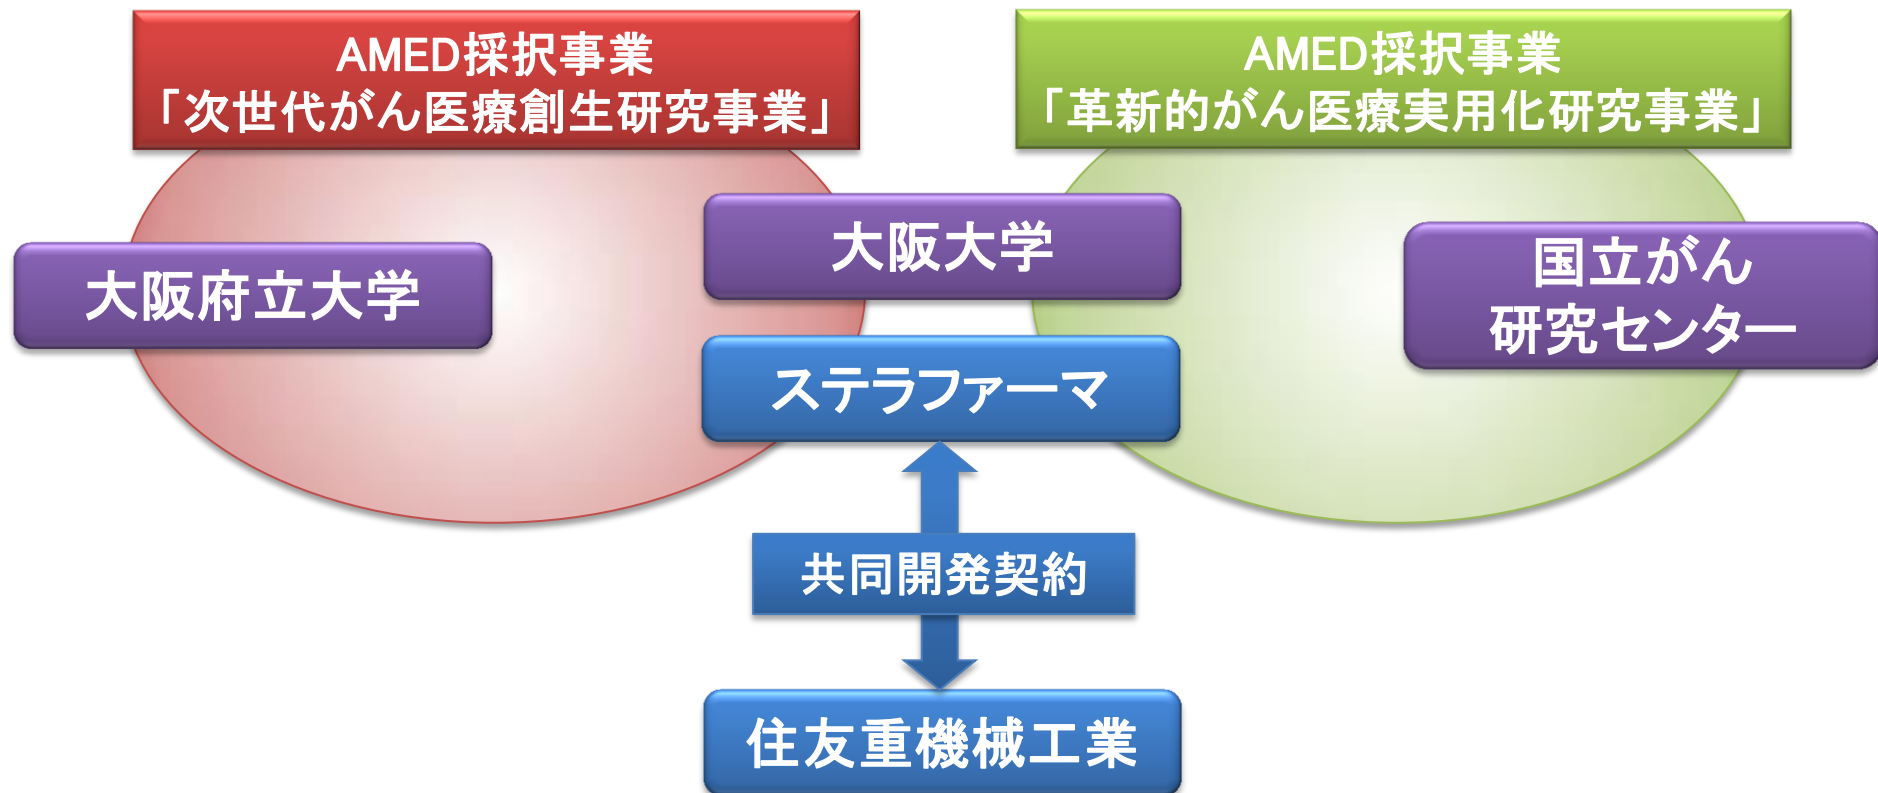 AMED採択事業
「次世代がん医療創生研究事業」
AMED採択事業
「革新的がん医療実用化研究事業」
大阪府立大学
大阪大学
国立がん
研究センター
ステラファーマ
共同開発契約
住友重機械工業